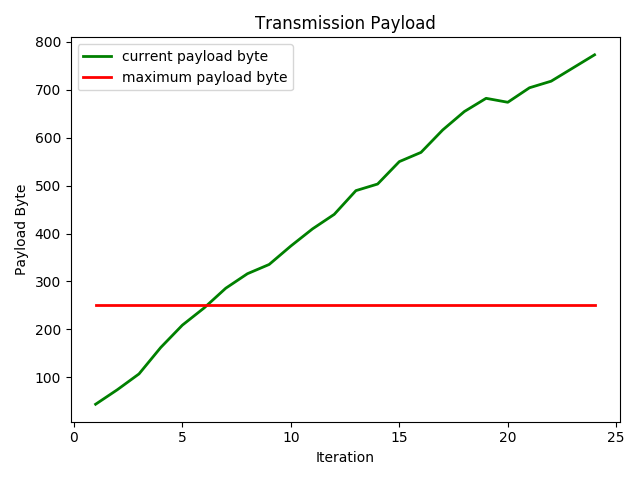 Transmission Payload
current payload byte
maximum payload byte
Payload Byte
800
700
600
500
400
300
200
100
0 5 10 15 20 25
Iteration